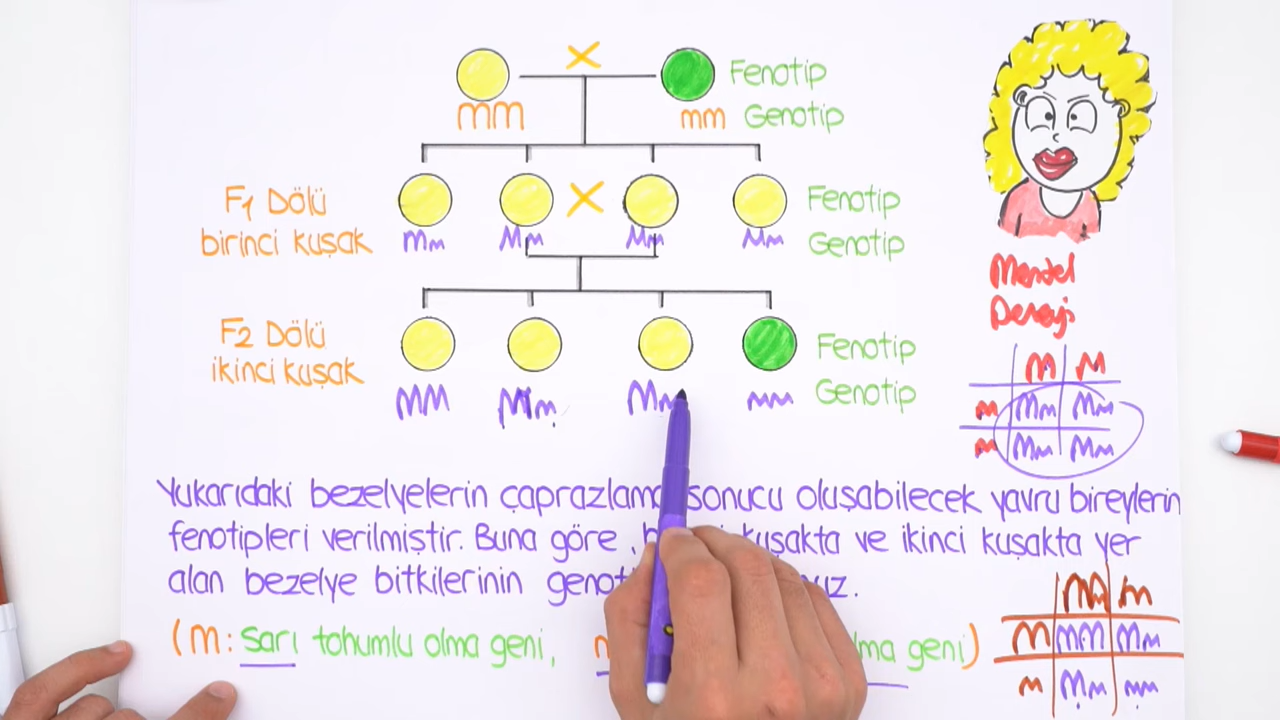 Fenotip
MM mm Genotip
F1 Dölü Fenotip
birinci kuşak Mm Mm Mm Mm Genotip
Mendel
Deneyi
F2 Dölü Fenotip
ikinci kuşak MM Mm Mm mm Genotip
M M
m Mm Mm
m Mm Mm
Yukarıdaki bezelyelerin çaprazlama sonucu oluşabilecek yavru bireylerin
fenotipleri verilmiştir. Buna göre, kuşakta ve ikinci kuşakta yer
alan bezelye bitkilerinin
(M: sarı tohumlu olma geni, geni)
M m
M MM Mm
m Mm mm